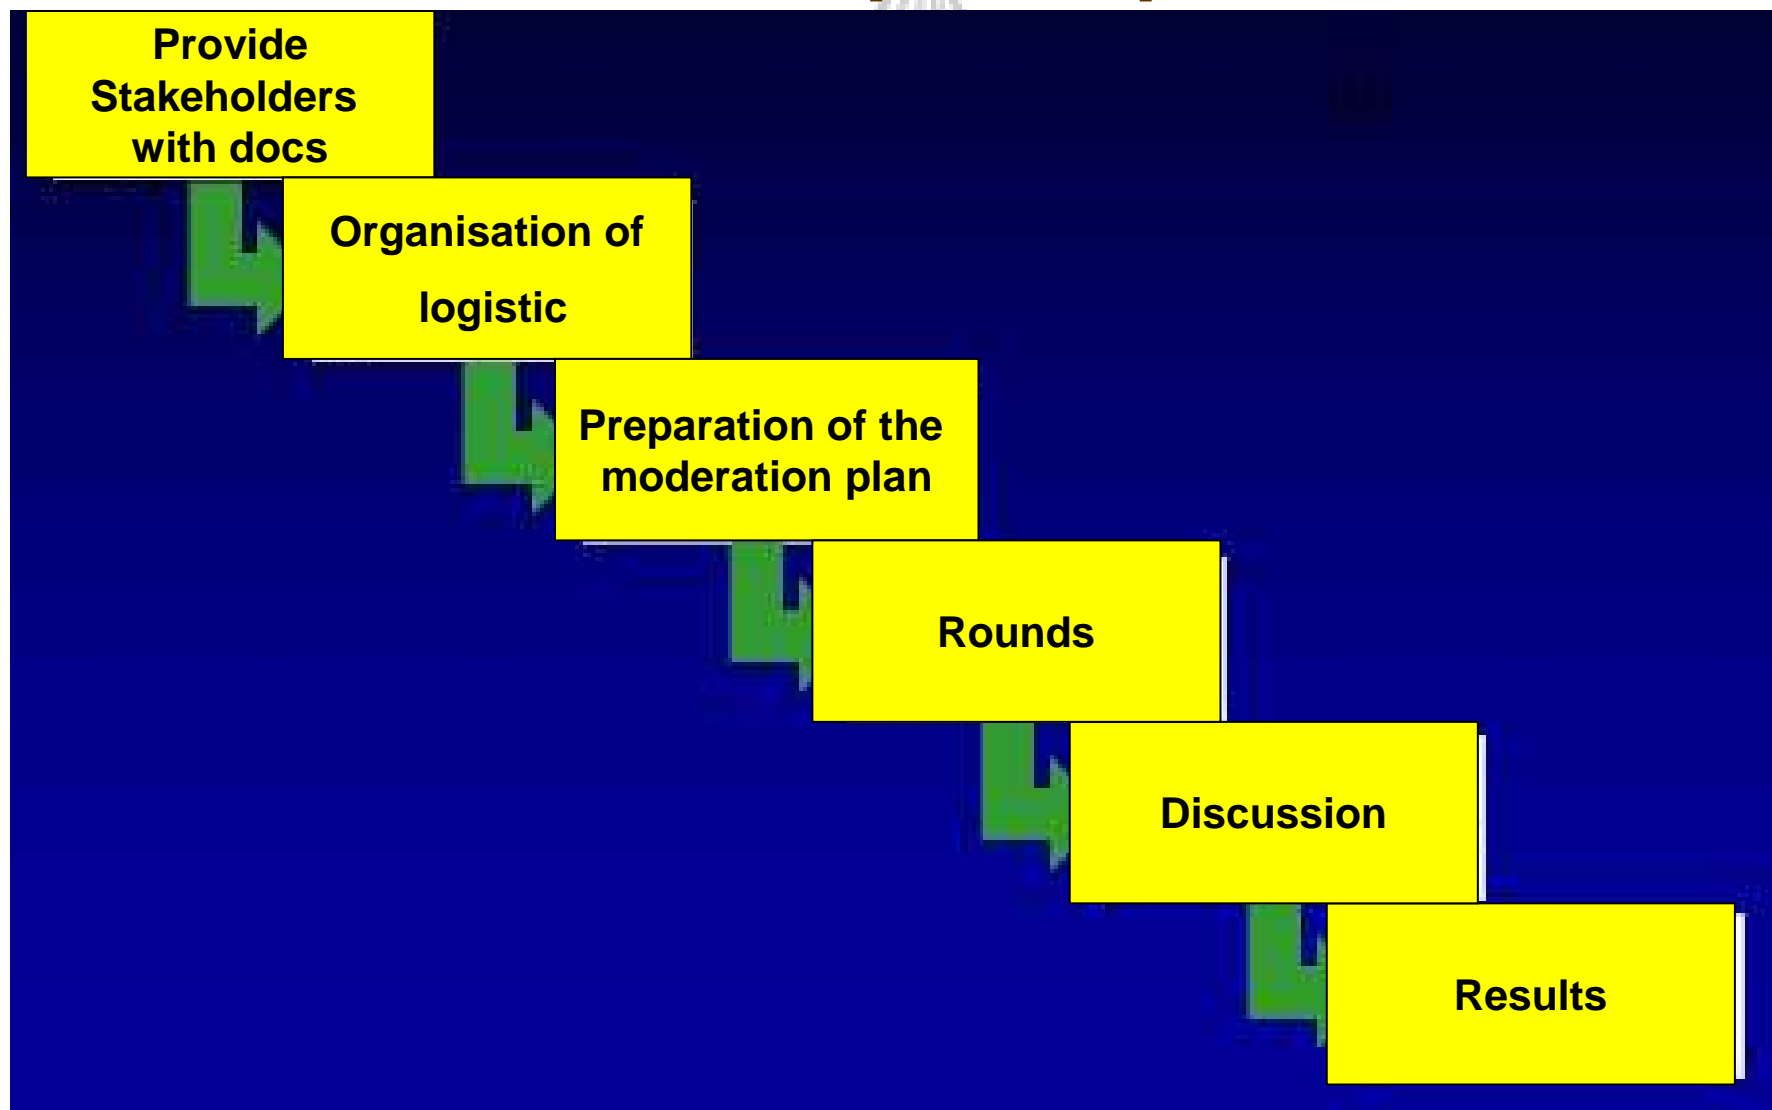 Provide
Stakeholders
with docs
Organisation of
logistic
Preparation of the
moderation plan
Rounds
Discussion
Results